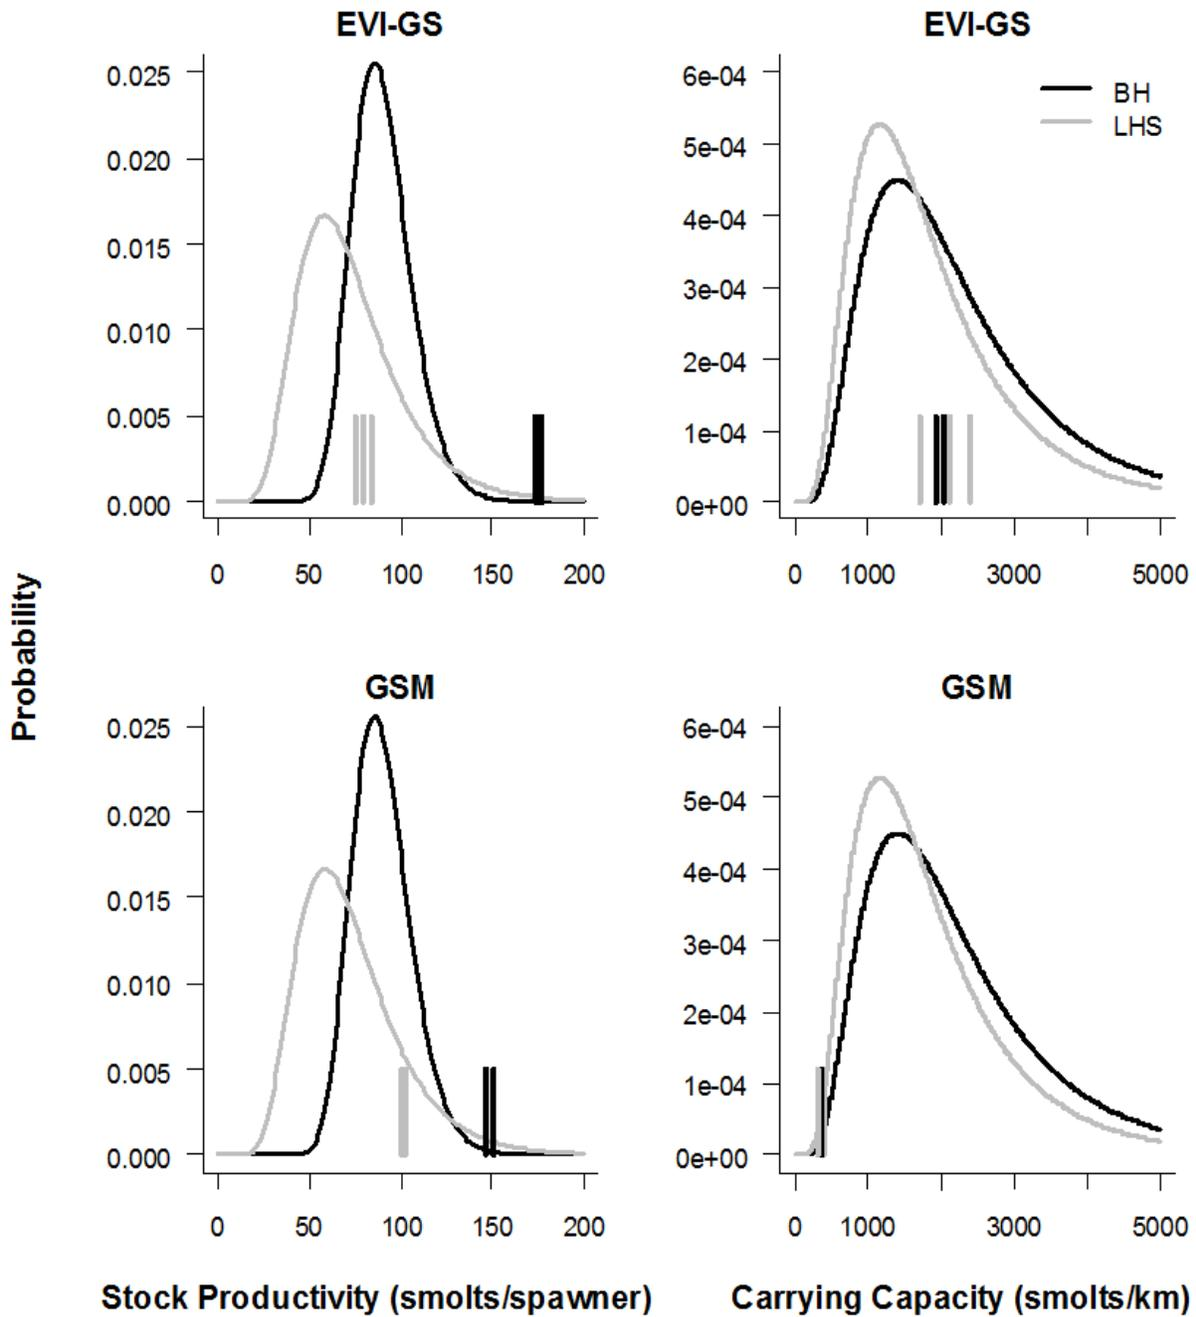 EVI-GS
EVI-GS
0.025
0.020
0.015
0.010
0.005
0.000
0 50 100 150 200
6e-04
5e-04
4e-04
3e-04
2e-04
1e-04
0e+00
0 1000 3000 5000
BH
LHS
Probability
GSM
GSM
0.025
0.020
0.015
0.010
0.005
0.000
0 50 100 150 200
6e-04
5e-04
4e-04
3e-04
2e-04
1e-04
0e+00
0 1000 3000 5000
Stock Productivity (smolts/spawner)
Carrying Capacity (smolts/km)